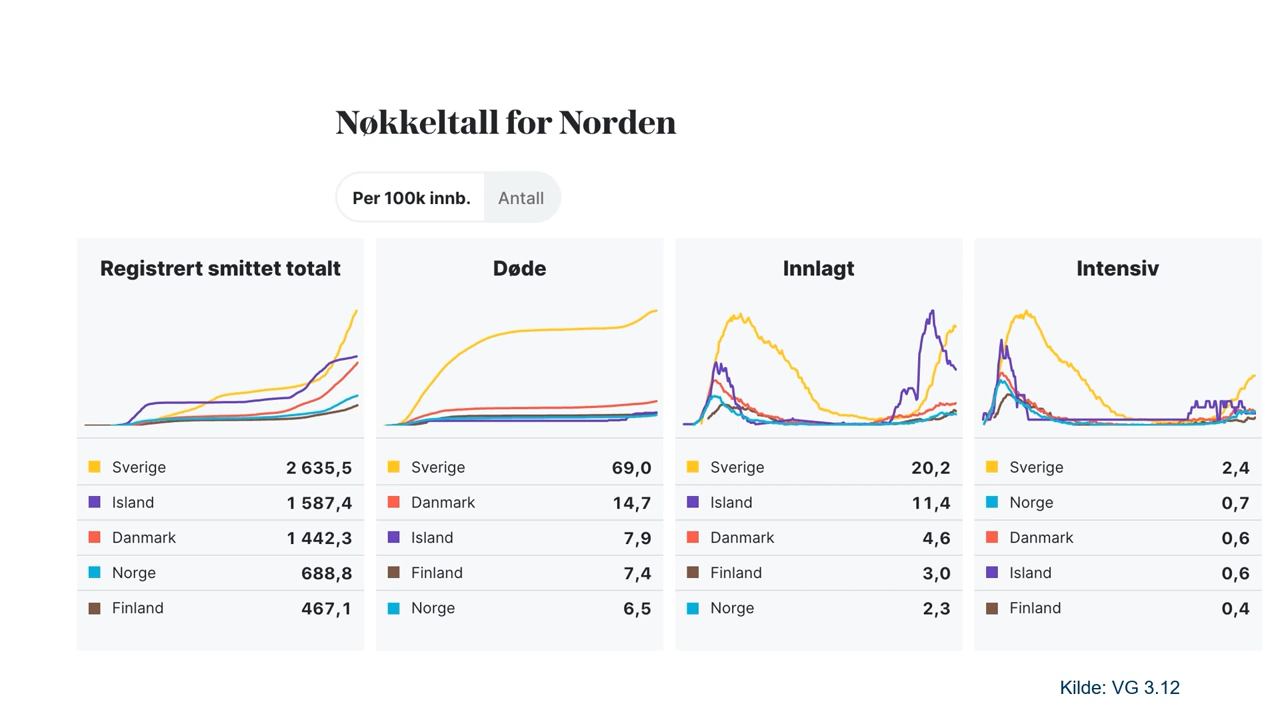 Nøkkeltall for Norden
Per 100k innb. Antall
Registrert smittet totalt
Sverige 2 635,5
Island 1 587,4
Danmark 1 442,3
Norge 688,8
Finland 467,1
Døde
Sverige 69,0
Danmark 14,7
Island 7,9
Finland 7,4
Norge 6,5
Innlagt
Sverige 20,2
Island 11,4
Danmark 4,6
Finland 3,0
Norge 2,3
Intensiv
Sverige 2,4
Norge 0,7
Danmark 0,6
Island 0,6
Finland 0,4
Kilde: VG 3.12